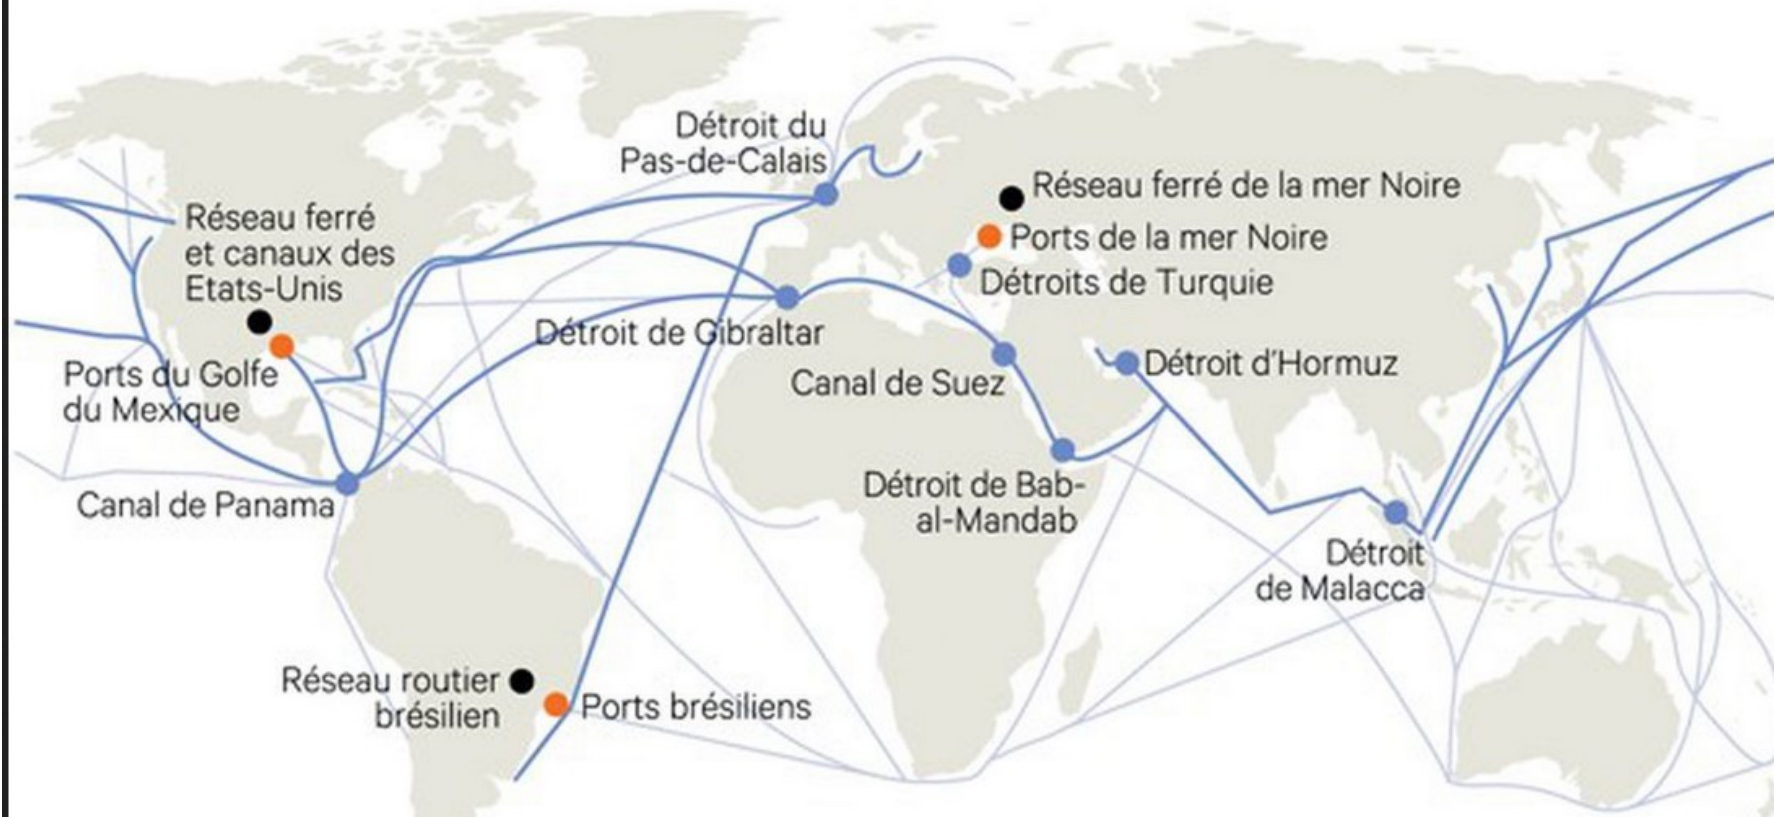 Détroit du
Pas-de-Calais
Réseau ferré de la mer Noire
Réseau ferré
et canaux des
Etats-Unis
Ports de la mer Noire
Détroits de Turquie
Détroit de Gibraltar
Canal de Suez
Détroit d'Hormuz
Ports du Golfe
du Mexique
Canal de Panama
Détroit de Bab-
al-Mandab
Détroit
de Malacca
Réseau routier
brésilien
Ports brésiliens